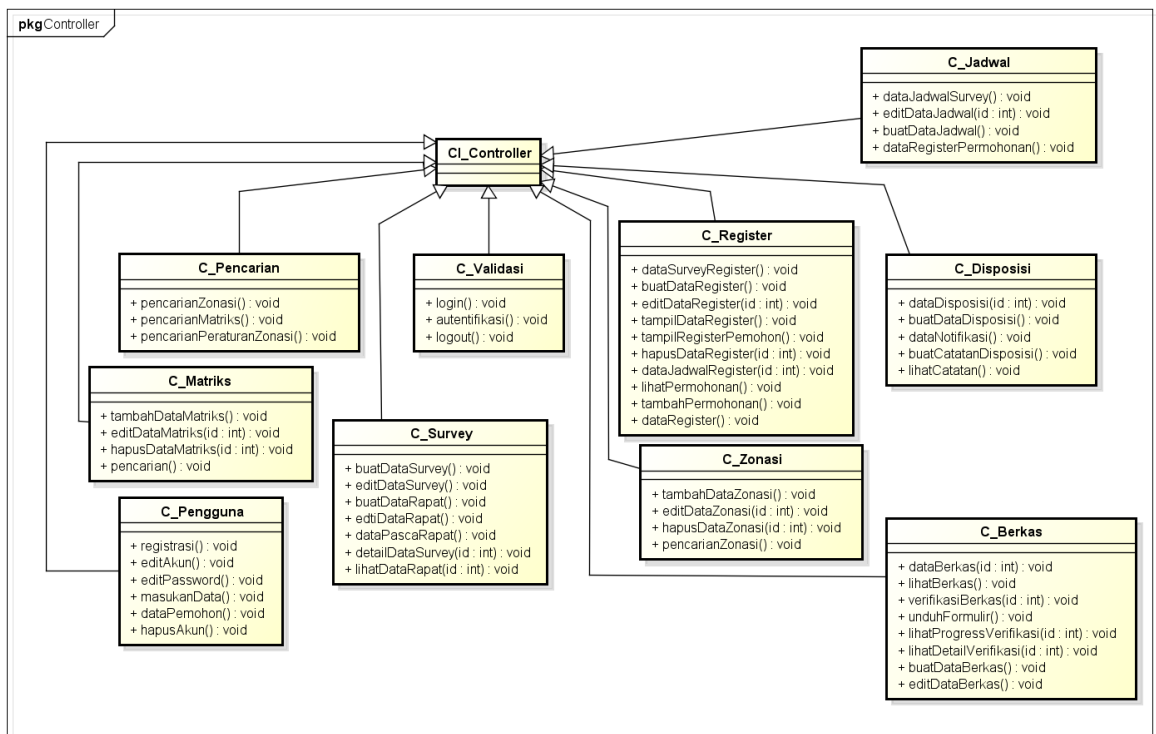 pkg Controller
C_Jadwal
+ dataJadwalSurvey() : void
+ editDataJadwal(id : int) : void
+ buatDataJadwal() : void
+ dataRegisterPermohonan() : void
CI_Controller
C_Pencarian
+ pencarianZonasi() : void
+ pencarianMatriks() : void
+ pencarianPeraturanZonasi() : void
C_Validasi
+ login() : void
+ autentifikasi() : void
+ logout() : void
C_Register
+ dataSurveyRegister() : void
+ buatDataRegister() : void
+ editDataRegister(id : int) : void
+ tampilDataRegister() : void
+ tampilRegisterPemohon() : void
+ hapusDataRegister(id : int) : void
+ dataJadwalRegister(id : int) : void
+ lihatPermohonan() : void
+ tambahPermohonan() : void
+ dataRegister() : void
C_Disposisi
+ dataDisposisi(id : int) : void
+ buatDataDisposisi() : void
+ dataNotifikasi() : void
+ buatCatatanDisposisi() : void
+ lihatCatatan() : void
C_Matriks
+ tambahDataMatriks() : void
+ editDataMatriks(id : int) : void
+ hapusDataMatriks(id : int) : void
+ pencarian() : void
C_Survey
+ buatDataSurvey() : void
+ editDataSurvey() : void
+ buatDataRapat() : void
+ edtiDataRapat() : void
+ dataPascaRapat() : void
+ detailDataSurvey(id : int) : void
+ lihatDataRapat(id : int) : void
C_Zonasi
+ tambahDataZonasi() : void
+ editDataZonasi(id : int) : void
+ hapusDataZonasi(id : int) : void
+ pencarianZonasi() : void
C_Pengguna
+ registrasi() : void
+ editAkun() : void
+ editPassword() : void
+ masukanData() : void
+ dataPemohon() : void
+ hapusAkun() : void
C_Berkas
+ dataBerkas(id : int) : void
+ lihatBerkas() : void
+ verifikasiBerkas(id : int) : void
+ unduhFormulir() : void
+ lihatProgressVerifikasi(id : int) : void
+ lihatDetailVerifikasi(id : int) : void
+ buatDataBerkas() : void
+ editDataBerkas() : void